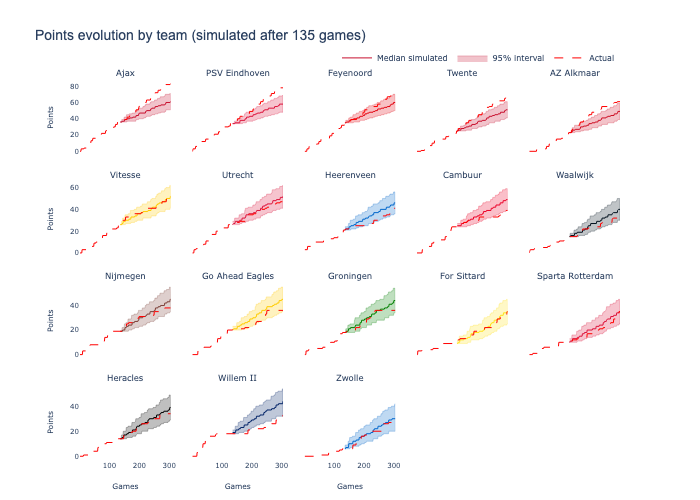 Points evolution by team (simulated after 135 games)
Median simulated 95% interval Actual
Ajax PSV Eindhoven Feyenoord Twente AZ Alkmaar
80
60
40
20
0
Points
Vitesse Utrecht Heerenveen Cambuur Waalwijk
60
40
20
0
Points
Nijmegen Go Ahead Eagles Groningen For Sittard Sparta Rotterdam
40
20
0
Points
Heracles Willem II Zwolle
40
20
0
Points
100 200 300 100 200 300 100 200 300
Games Games Games